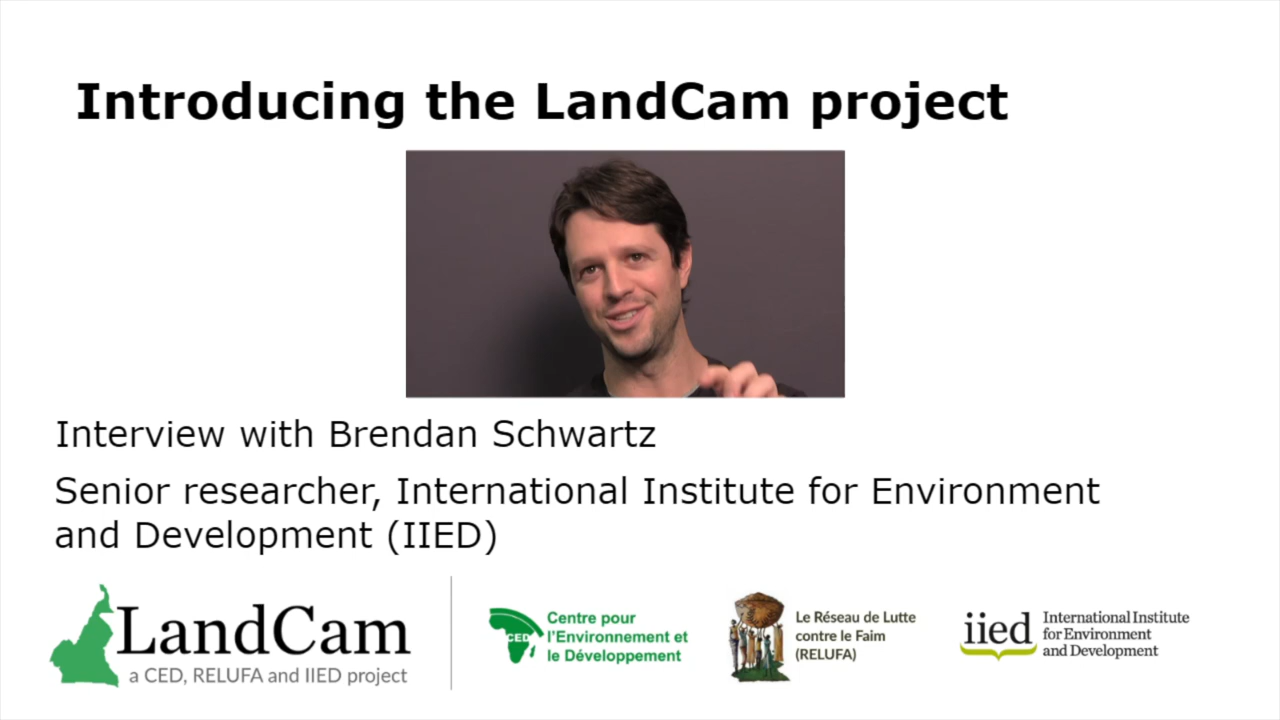 Introducing the LandCam project
Interview with Brendan Schwartz
Senior researcher, International Institute for Environment
and Development (IIED)
LandCam
a CED, RELUFA and IIED project
CED
Centre pour
l'Environnement et
le Développement
Le Réseau de Lutte
contre le Faim
(RELUFA)
iied
International Institute
for Environment
and Development